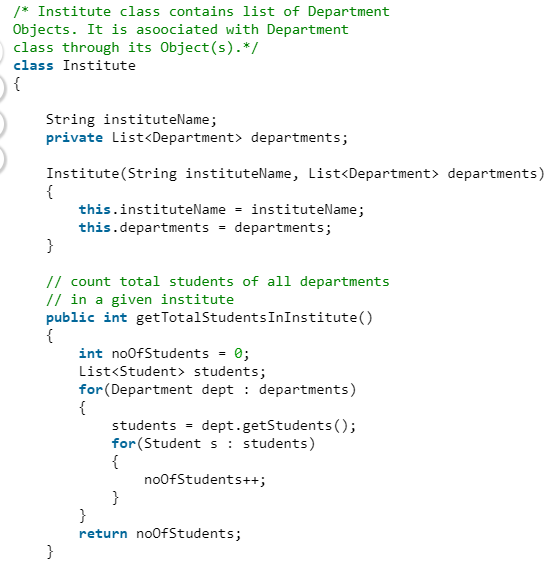 /* Institute class contains list of Department
Objects. It is asoociated with Department
class through its Object(s).*/
class Institute
{
String instituteName;
private List<Department> departments;
Institute(String instituteName, List<Department> departments)
{
this.instituteName = instituteName;
this.departments = departments;
}
// count total students of all departments
// in a given institute
public int getTotalStudentsInInstitute()
{
int noOfStudents = 0;
List<Student> students;
for(Department dept : departments)
{
students = dept.getStudents();
for(Student s : students)
{
noOfStudents++;
}
}
return noOfStudents;
}